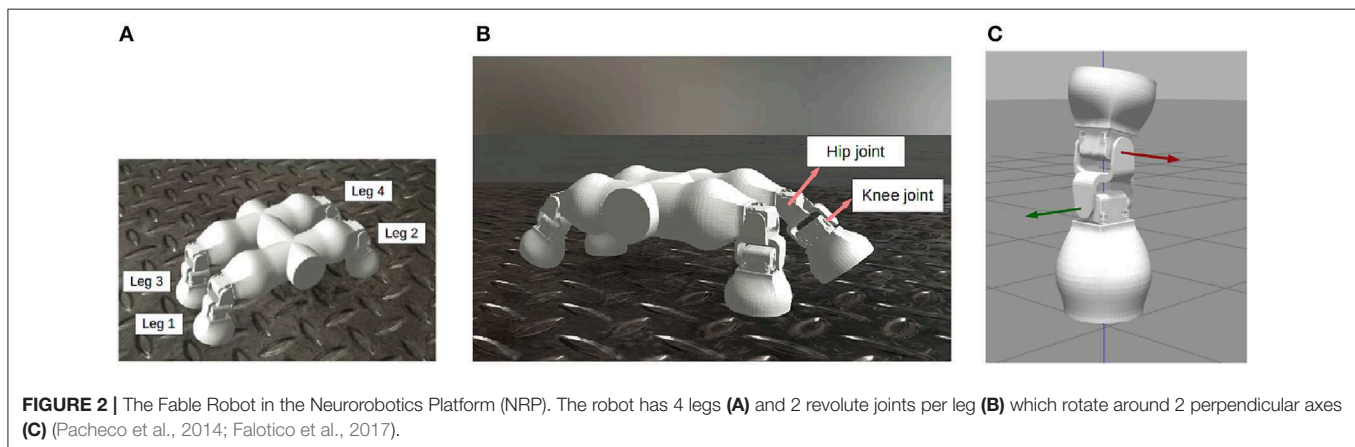 A
B
C
Leg 4
Leg 2
Leg 3
Leg 1
Hip joint
Knee joint
FIGURE 2 | The Fable Robot in the Neurorobotics Platform (NRP). The robot has 4 legs (A) and 2 revolute joints per leg (B) which rotate around 2 perpendicular axes
(C) (Pacheco et al., 2014; Falotico et al., 2017).